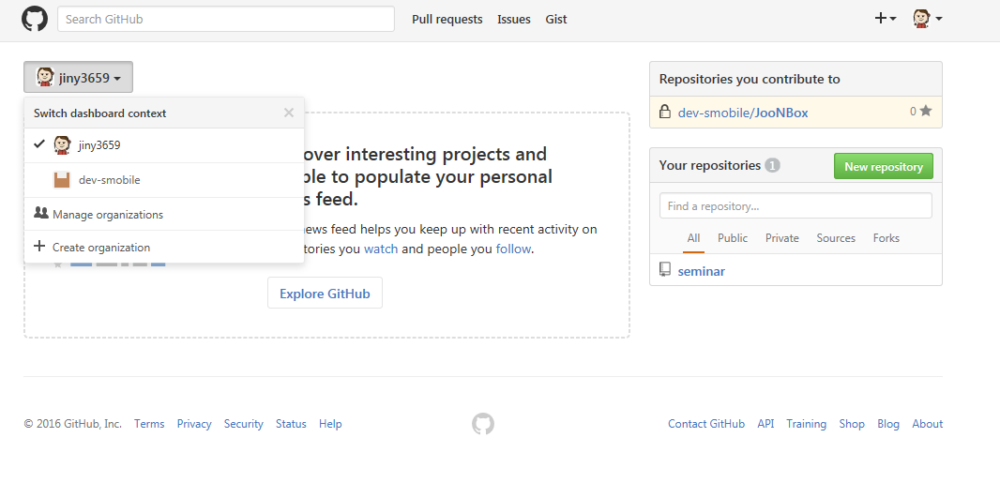 Search GitHub
Pull requests Issues Gist
jiny3659
Switch dashboard context
jiny3659
dev-smobile
Manage organizations
Create organization
over interesting projects and
ble to populate your personal
s feed.
news feed helps you keep up with recent activity on
tories you watch and people you follow.
Explore GitHub
Repositories you contribute to
dev-smobile/JooNBox 0
Your repositories 1 New repository
Find a repository...
All Public Private Sources Forks
seminar
© 2016 GitHub, Inc. Terms Privacy Security Status Help
Contact GitHub API Training Shop Blog About